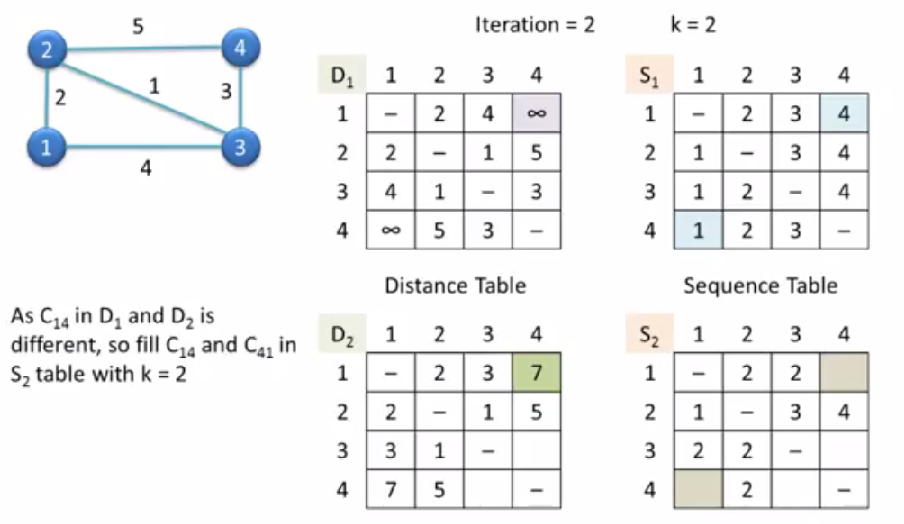 Iteration = 2 k = 2
5
2 4
2 1 3
1 3
4
D₁ 1 2 3 4
1 – 2 4 ∞
2 2 – 1 5
3 4 1 – 3
4 ∞ 5 3 –
S₁ 1 2 3 4
1 – 2 3 4
2 1 – 3 4
3 1 2 – 4
4 1 2 3 –
Distance Table
Sequence Table
As C₁₄ in D₁ and D₂ is
different, so fill C₁₄ and C₄₁ in
S₂ table with k = 2
D₂ 1 2 3 4
1 – 2 3 7
2 2 – 1 5
3 3 1 –
4 7 5 –
S₂ 1 2 3 4
1 – 2 2
2 1 – 3 4
3 2 2 –
4 2 –